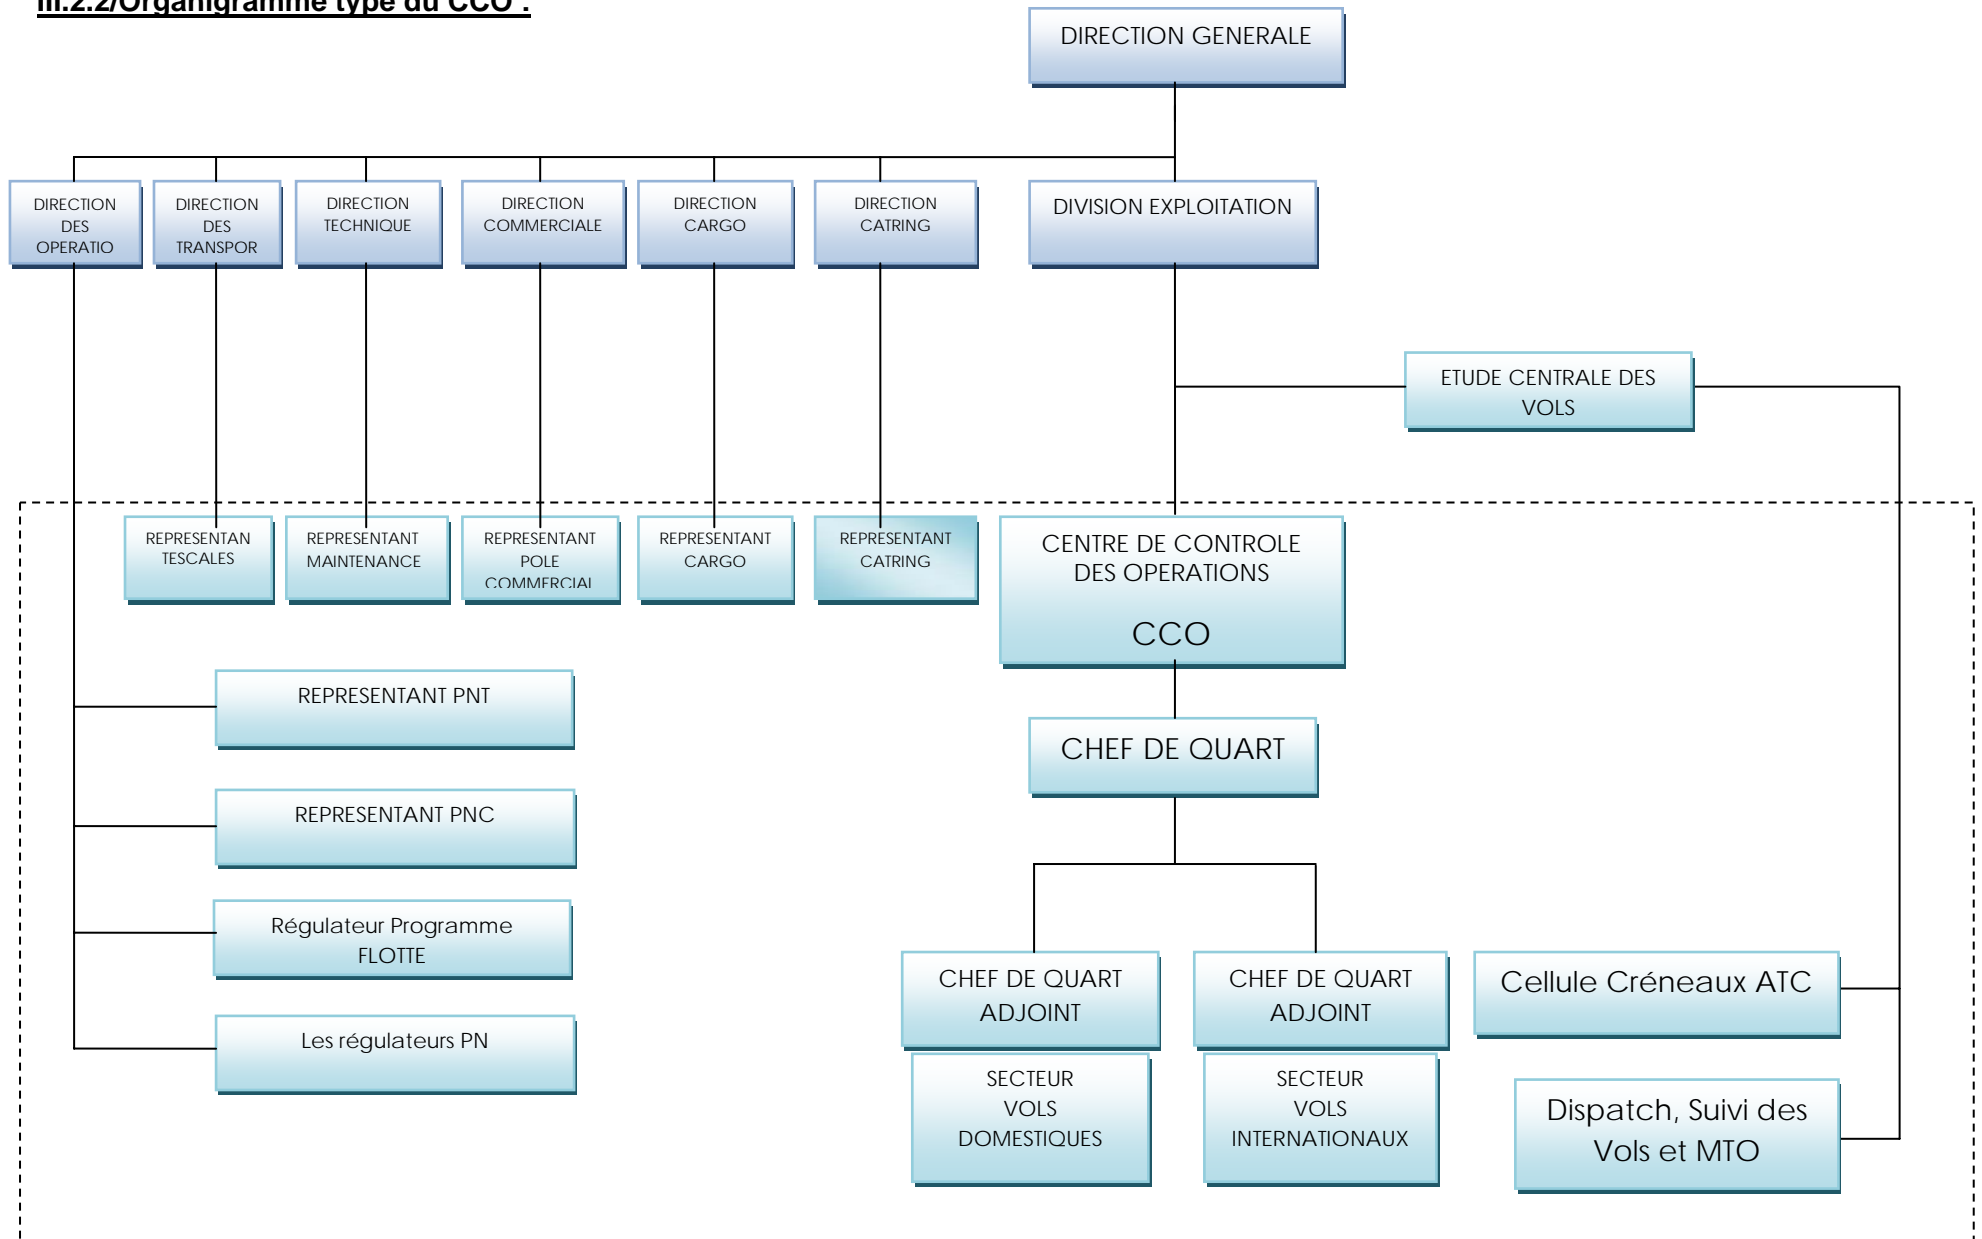 III.2.2/Organigramme type du CCO :
DIRECTION GENERALE
DIRECTION
DES
OPERATIO
DIRECTION
DES
TRANSPOR
DIRECTION
TECHNIQUE
DIRECTION
COMMERCIALE
DIRECTION
CARGO
DIRECTION
CATRING
DIVISION EXPLOITATION
ETUDE CENTRALE DES
VOLS
REPRESENTAN
TESCALES
REPRESENTANT
MAINTENANCE
REPRESENTANT
POLE
COMMERCIAL
REPRESENTANT
CARGO
REPRESENTANT
CATRING
CENTRE DE CONTROLE
DES OPERATIONS
CCO
REPRESENTANT PNT
CHEF DE QUART
REPRESENTANT PNC
Régulateur Programme
FLOTTE
Les régulateurs PN
CHEF DE QUART
ADJOINT
CHEF DE QUART
ADJOINT
Cellule Créneaux ATC
SECTEUR
VOLS
DOMESTIQUES
SECTEUR
VOLS
INTERNATIONAUX
Dispatch, Suivi des
Vols et MTO